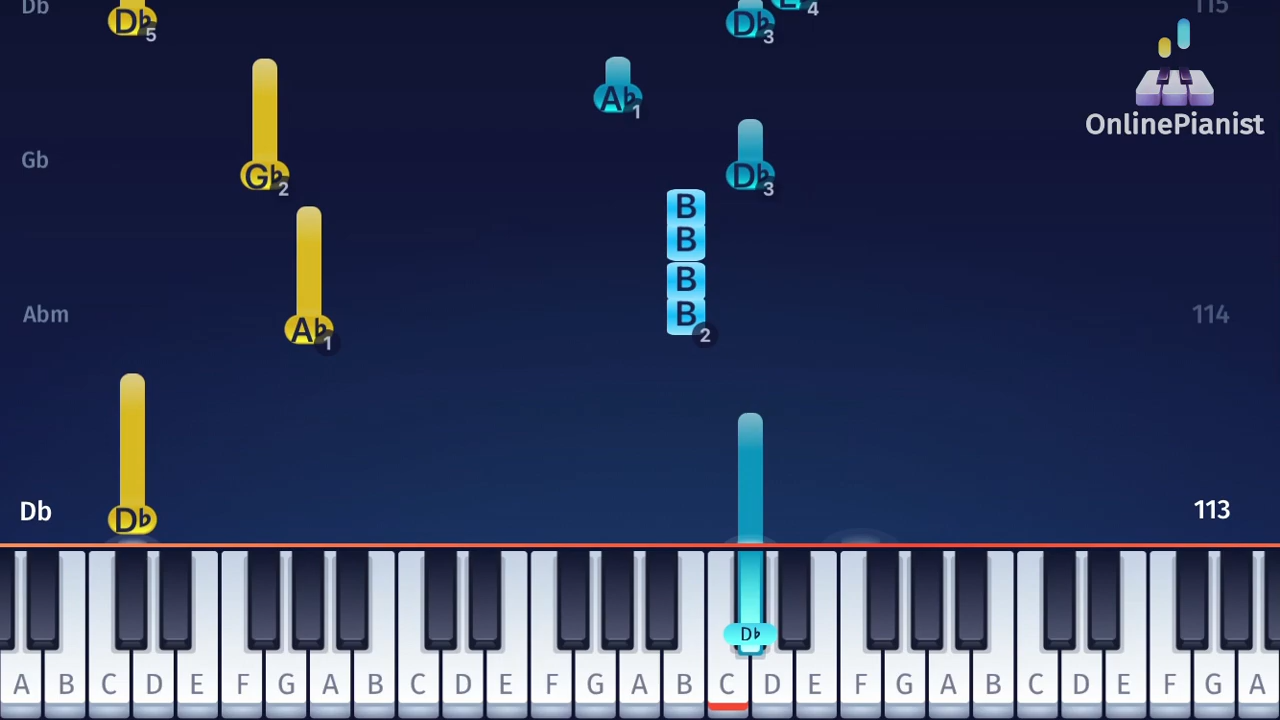 Db
Db 5
Db 3
4
115
Ab 1
OnlinePianist
Gb
Gb 2
Db 3
B
B
B
B 2
Abm
Ab 1
114
Db
Db
113
Db
A B C D E F G A B C D E F G A B C D E F G A B C D E F G A